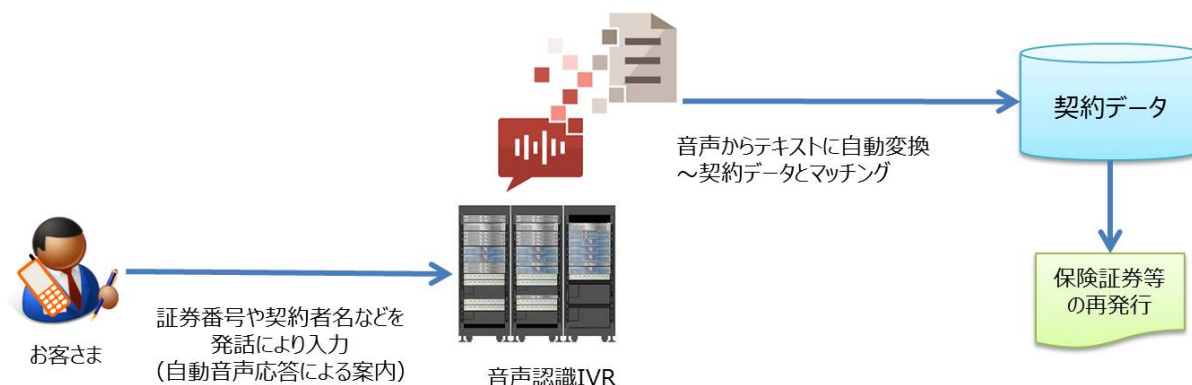 契約データ
音声からテキストに自動変換
~契約データとマッチング
保険証券等
の再発行
お客さま
証券番号や契約者名などを
発話により入力
(自動音声応答による案内)
音声認識IVR